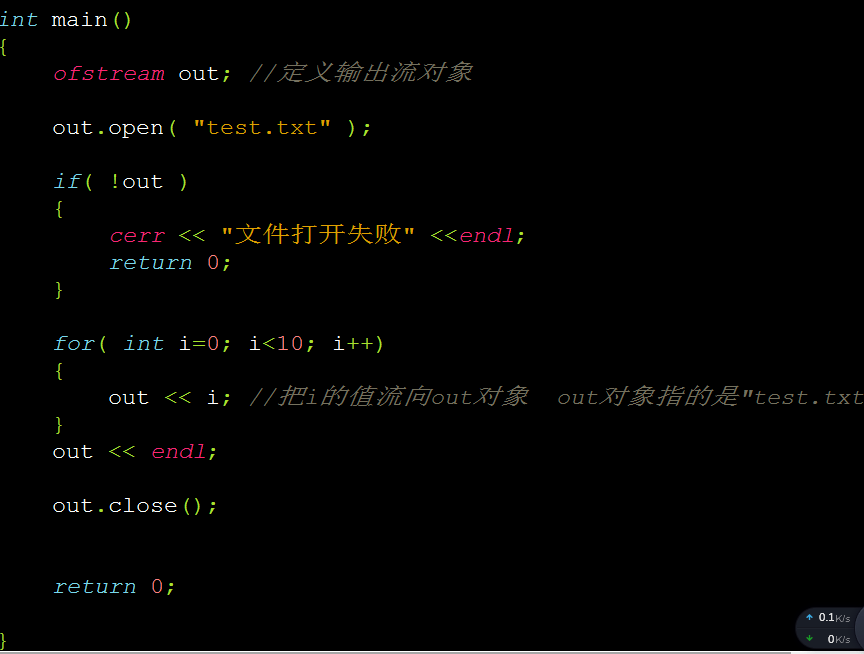 int main()
{
ofstream out; //定义输出流对象
out.open( "test.txt" );
if( !out )
{
cerr << "文件打开失败" <<endl;
return 0;
}
for( int i=0; i<10; i++)
{
out << i; //把i的值流向out对象  out对象指的是"test.txt
}
out << endl;
out.close();
return 0;
}
0.1K/s
0K/s